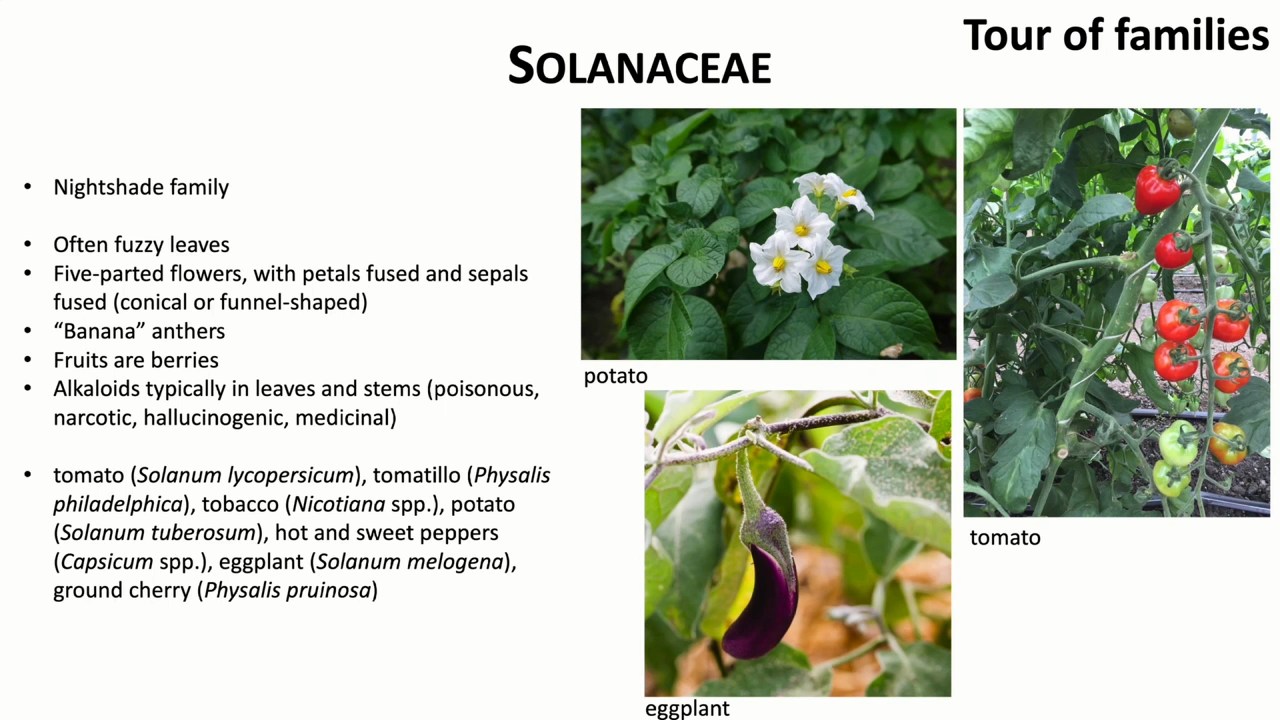 Tour of families
SOLANACEAE
• Nightshade family
• Often fuzzy leaves
• Five-parted flowers, with petals fused and sepals
fused (conical or funnel-shaped)
• “Banana” anthers
• Fruits are berries
• Alkaloids typically in leaves and stems (poisonous,
narcotic, hallucinogenic, medicinal)
• tomato (Solanum lycopersicum), tomatillo (Physalis
philadelphica), tobacco (Nicotiana spp.), potato
(Solanum tuberosum), hot and sweet peppers
(Capsicum spp.), eggplant (Solanum melogena),
ground cherry (Physalis pruinosa)
potato
tomato
eggplant